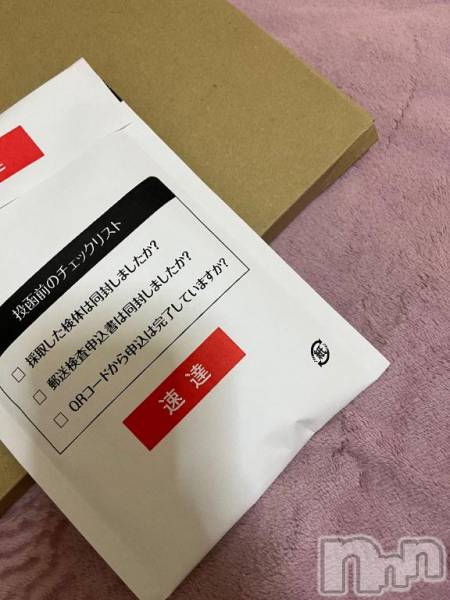 投函前のチェックリスト
□ 採取した検体は同封しましたか?
□ 郵送検査申込書は同封しましたか?
□ QRコードから申込は完了していますか?
速達
紙
nnn